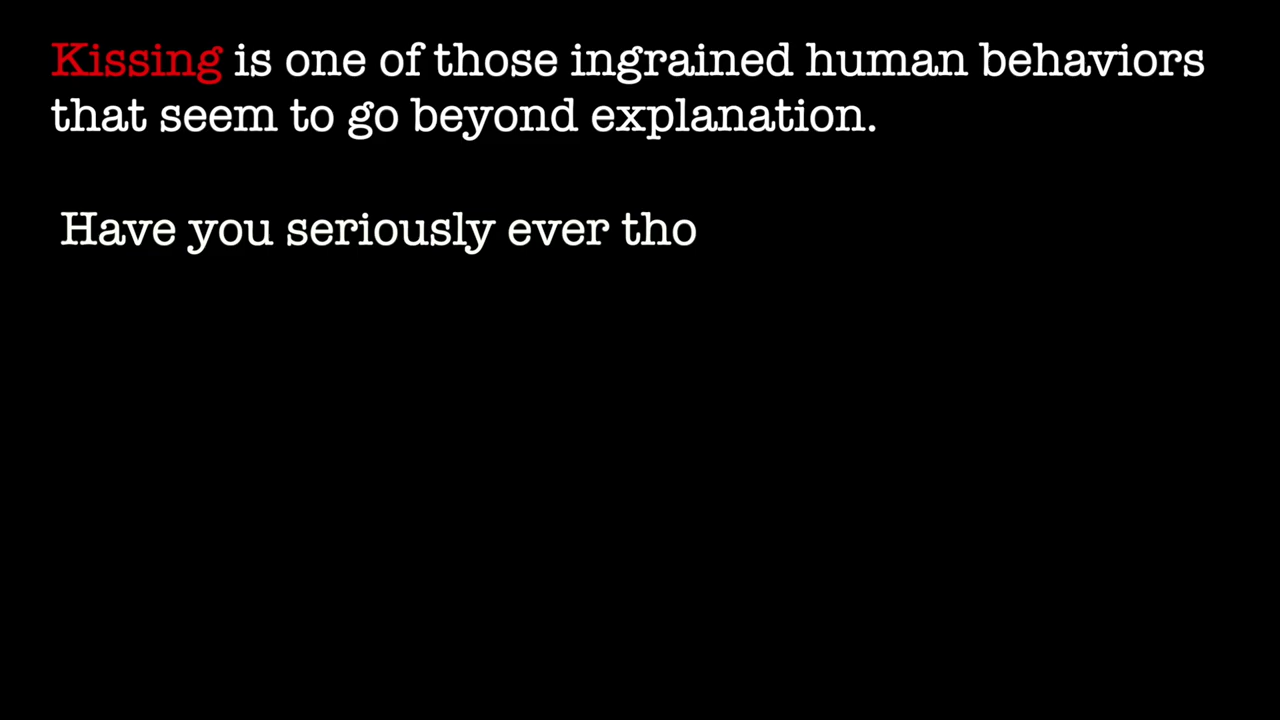 Kissing is one of those ingrained human behaviors
that seem to go beyond explanation.
Have you seriously ever tho